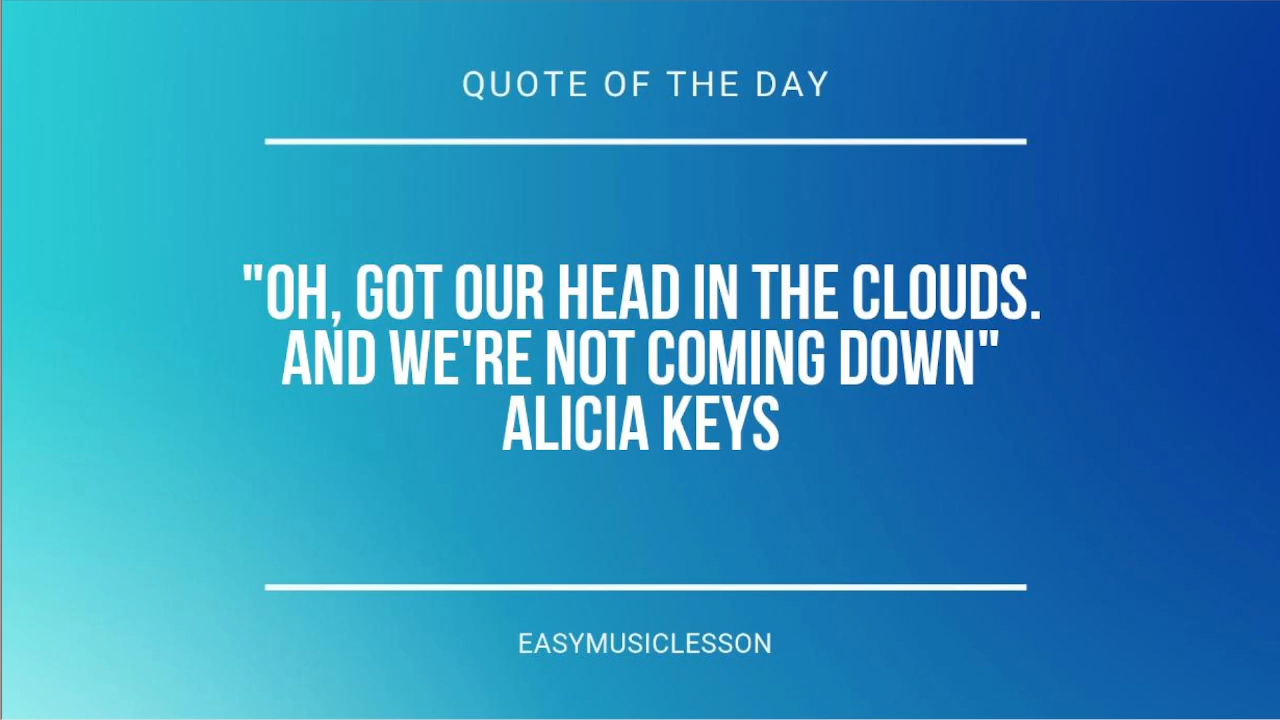 QUOTE OF THE DAY
"OH, GOT OUR HEAD IN THE CLOUDS.
AND WE'RE NOT COMING DOWN"
ALICIA KEYS
EASYMUSICLESSON